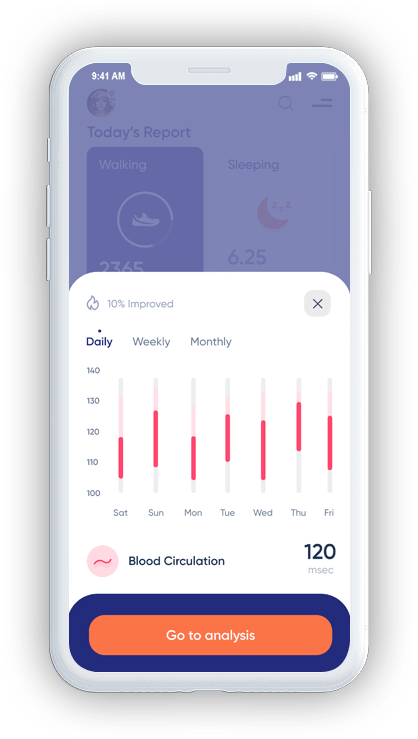 9:41 AM
Today's Report
Walking
Sleeping
2365
6.25
10% Improved
Daily Weekly Monthly
140
130
120
110
100
Sat Sun Mon Tue Wed Thu Fri
Blood Circulation
120
msec
Go to analysis